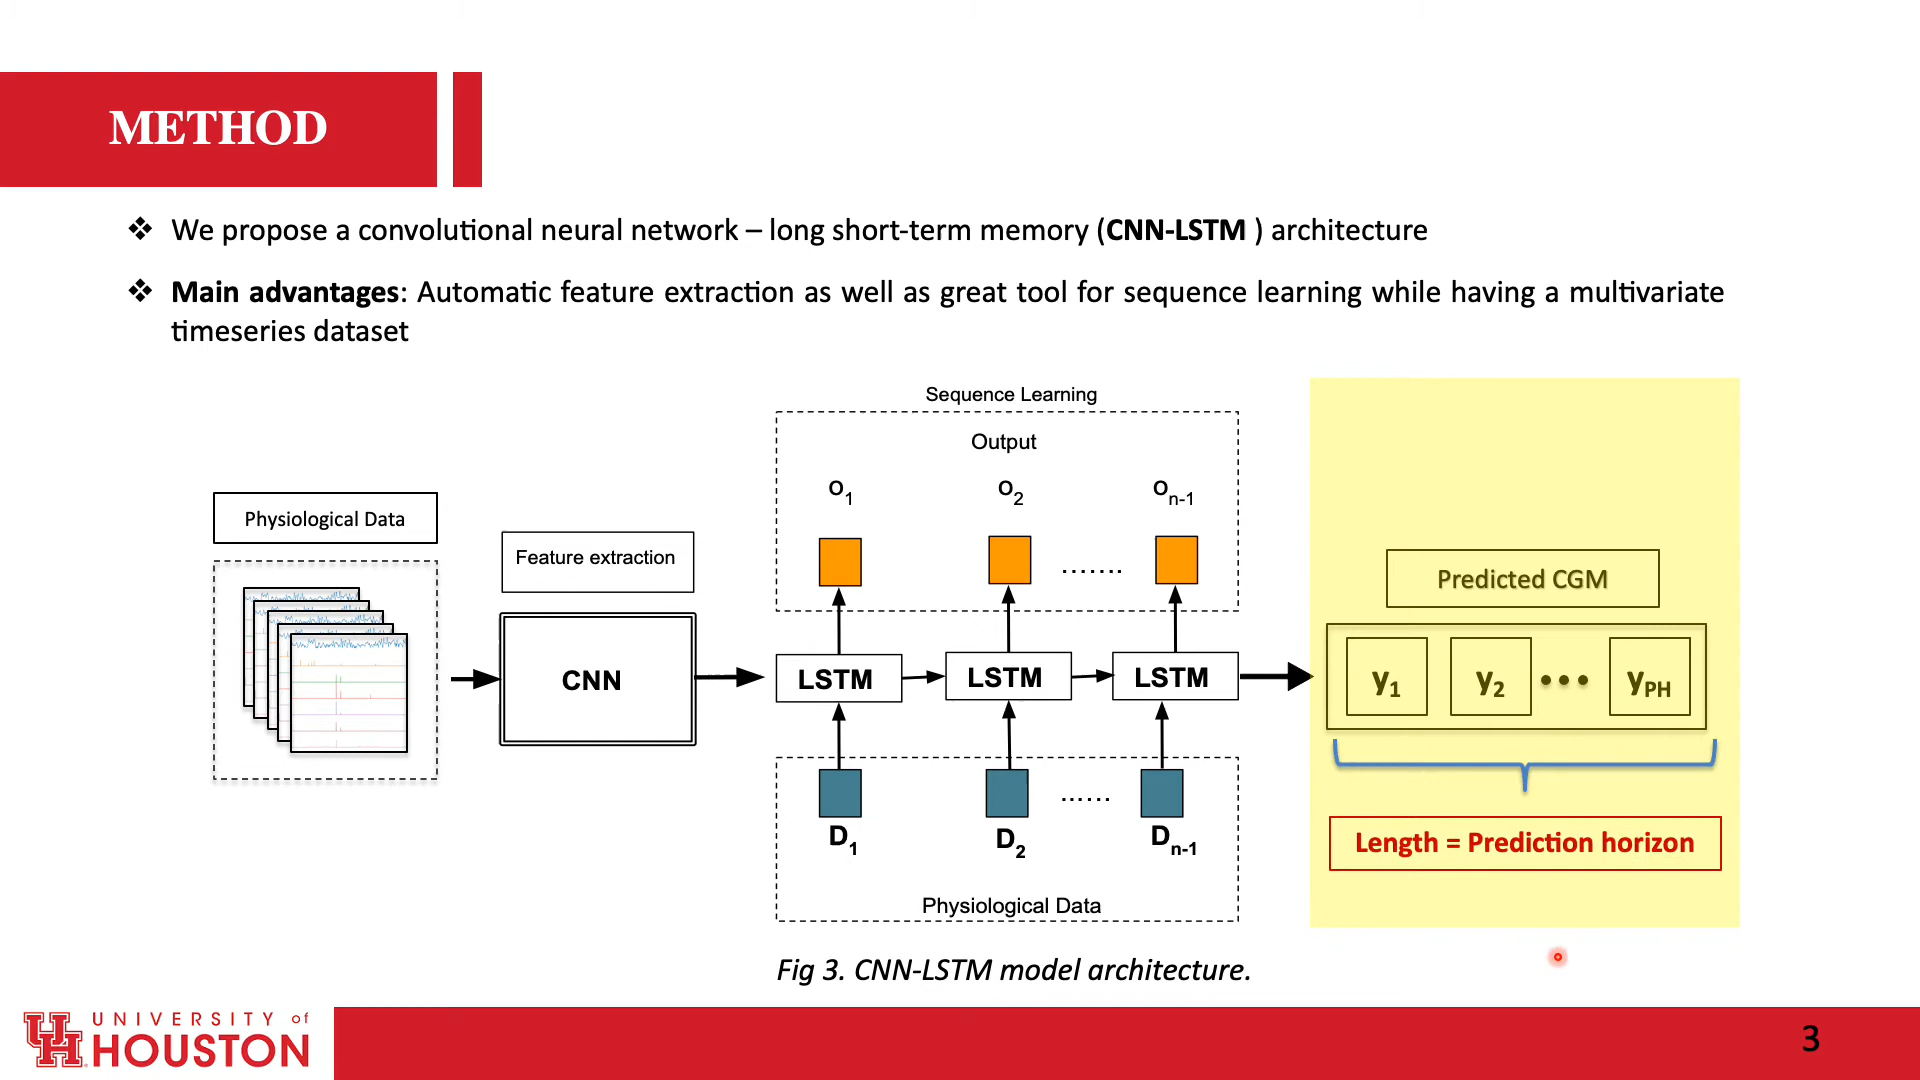 METHOD
❖ We propose a convolutional neural network – long short-term memory (CNN-LSTM ) architecture
❖ Main advantages: Automatic feature extraction as well as great tool for sequence learning while having a multivariate
timeseries dataset
Sequence Learning
Output
o1 o2 on-1
Physiological Data
Feature extraction
.......
Predicted CGM
CNN
LSTM LSTM LSTM
y1 y2 ••• yPH
......
D1 D2 Dn-1
Length = Prediction horizon
Physiological Data
Fig 3. CNN-LSTM model architecture.
UNIVERSITY of
HOUSTON
3